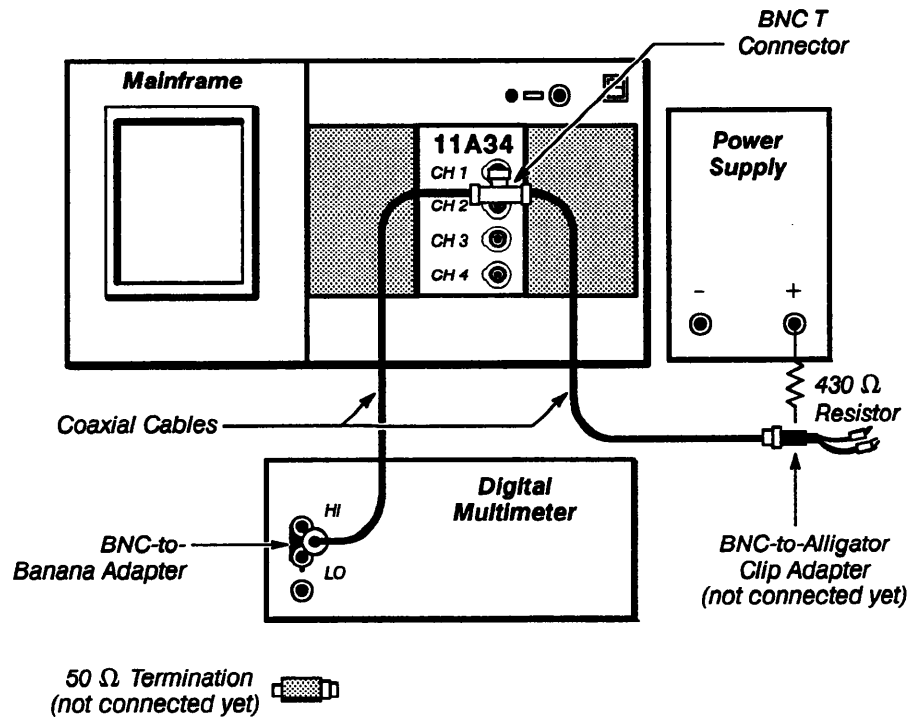 BNC T
Connector
Mainframe
11A34
CH 1
CH 2
CH 3
CH 4
Power
Supply
-
+
430 Ω
Resistor
Coaxial Cables
Digital
Multimeter
HI
LO
BNC-to-
Banana Adapter
BNC-to-Alligator
Clip Adapter
(not connected yet)
50 Ω Termination
(not connected yet)